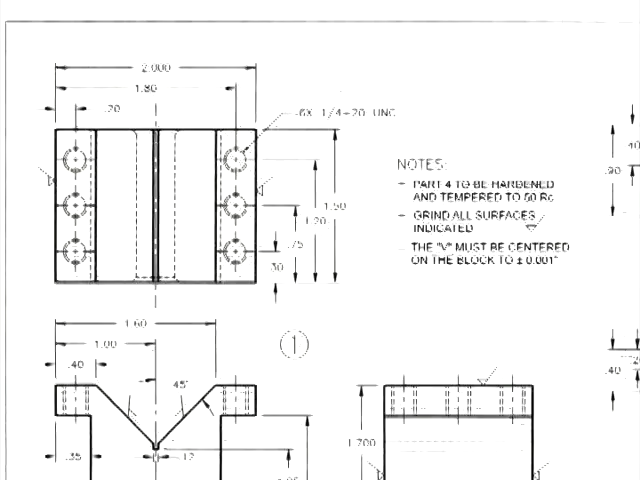 2.000
1.80
.20
6X 1/4-20 UNC
.40
NOTES:
.90
- PART 4 TO BE HARDENED
AND TEMPERED TO 50 Rc
1.50
- GRIND ALL SURFACES
INDICATED
1.20
.75
THE "V" MUST BE CENTERED
ON THE BLOCK TO ± 0.001"
.30
1.60
1.00
1
.40
45°
.40
1.700
.35
.12